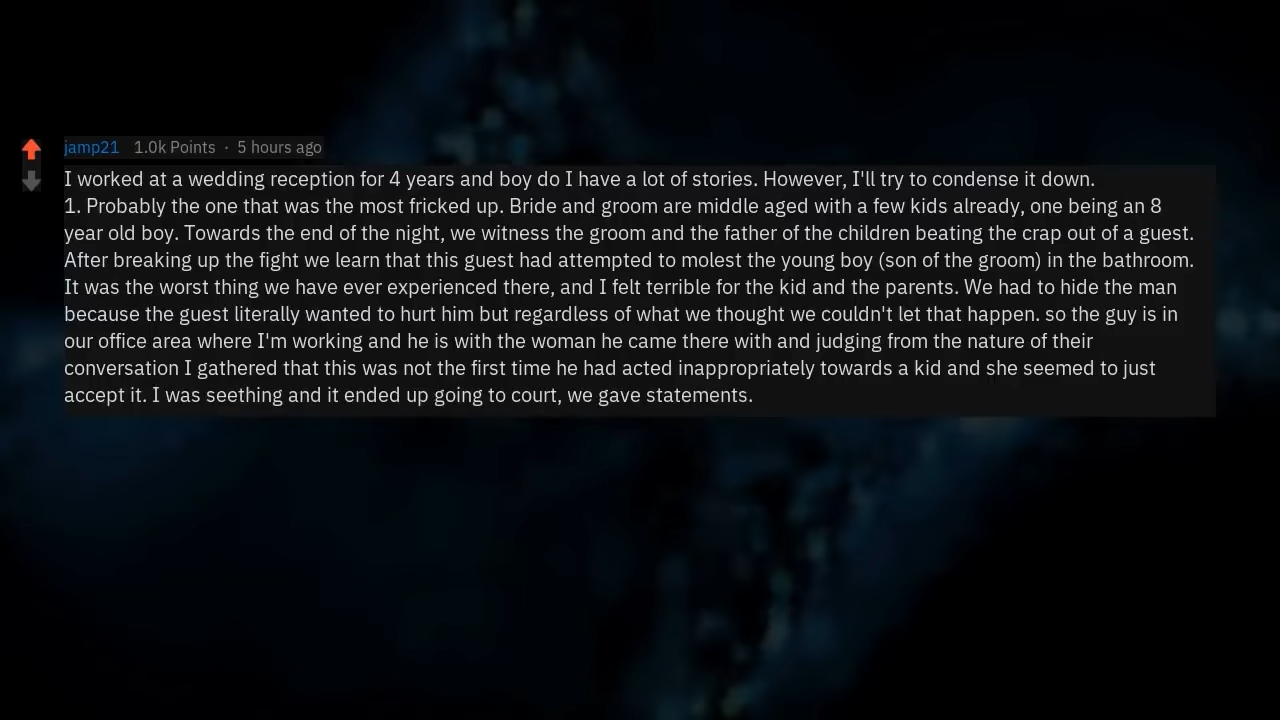 jamp21 1.0k Points · 5 hours ago
I worked at a wedding reception for 4 years and boy do I have a lot of stories. However, I'll try to condense it down.
1. Probably the one that was the most fricked up. Bride and groom are middle aged with a few kids already, one being an 8
year old boy. Towards the end of the night, we witness the groom and the father of the children beating the crap out of a guest.
After breaking up the fight we learn that this guest had attempted to molest the young boy (son of the groom) in the bathroom.
It was the worst thing we have ever experienced there, and I felt terrible for the kid and the parents. We had to hide the man
because the guest literally wanted to hurt him but regardless of what we thought we couldn't let that happen. so the guy is in
our office area where I'm working and he is with the woman he came there with and judging from the nature of their
conversation I gathered that this was not the first time he had acted inappropriately towards a kid and she seemed to just
accept it. I was seething and it ended up going to court, we gave statements.